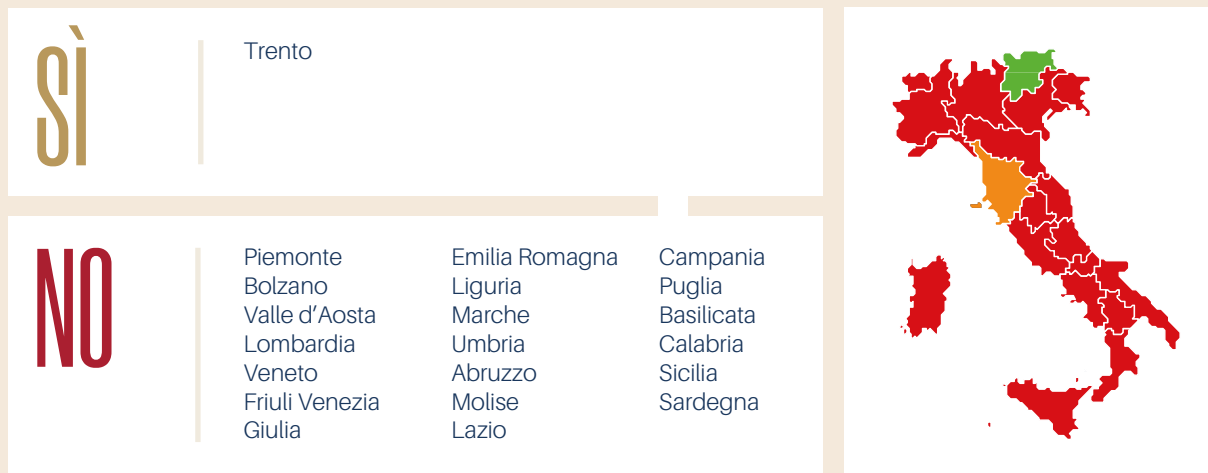 SÌ
Trento
NO
Piemonte
Bolzano
Valle d’Aosta
Lombardia
Veneto
Friuli Venezia
Giulia
Emilia Romagna
Liguria
Marche
Umbria
Abruzzo
Molise
Lazio
Campania
Puglia
Basilicata
Calabria
Sicilia
Sardegna